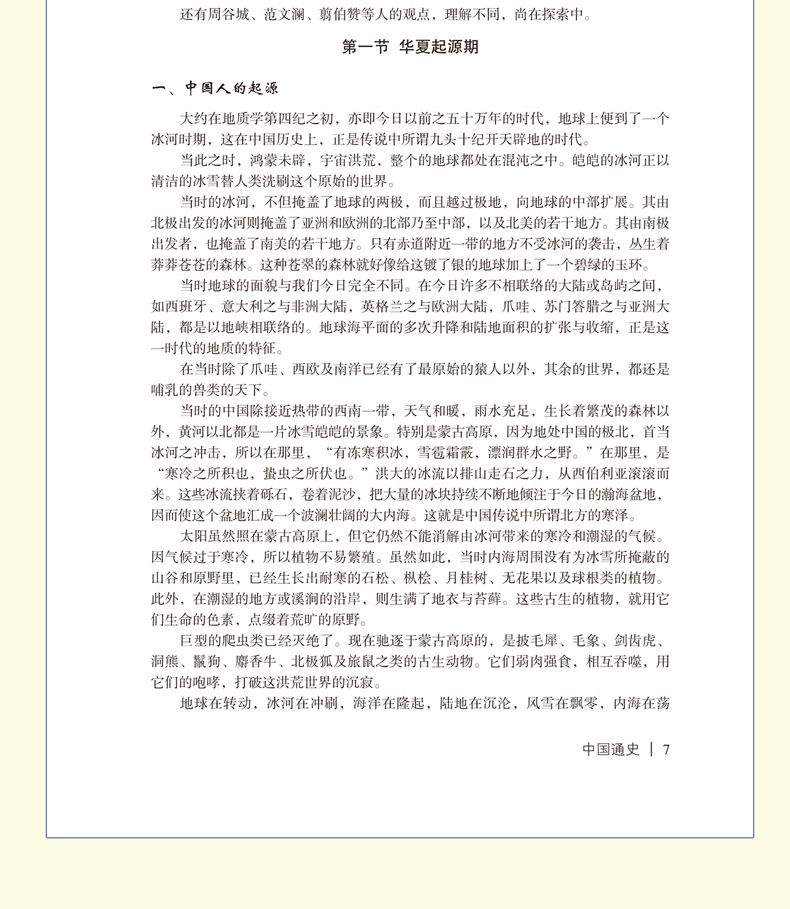 还有周谷城、范文澜、翦伯赞等人的观点，理解不同，尚在探索中。
第一节 华夏起源期
一、中国人的起源
大约在地质学第四纪之初，亦即今日以前之五十万年的时代，地球上便到了一个
冰河时期，这在中国历史上，正是传说中所谓九头十纪开天辟地的时代。
当此之时，鸿蒙未辟，宇宙洪荒，整个的地球都处在混沌之中。皑皑的冰河正以
清洁的冰雪替人类洗刷这个原始的世界。
当时的冰河，不但掩盖了地球的两极，而且越过极地，向地球的中部扩展。其由
北极出发的冰河则掩盖了亚洲和欧洲的北部乃至中部，以及北美的若干地方。其由南极
出发者，也掩盖了南美的若干地方。只有赤道附近一带的地方不受冰河的袭击，丛生着
莽莽苍苍的森林。这种苍翠的森林就好像给这镀了银的地球加上了一个碧绿的玉环。
当时地球的面貌与我们今日完全不同。在今日许多不相联络的大陆或岛屿之间，
如西班牙、意大利之与非洲大陆，英格兰之与欧洲大陆，爪哇、苏门答腊之与亚洲大
陆，都是以地峡相联络的。地球海平面的多次升降和陆地面积的扩张与收缩，正是这
一时代的地质的特征。
在当时除了爪哇、西欧及南洋已经有了最原始的猿人以外，其余的世界，都还是
哺乳的兽类的天下。
当时的中国除接近热带的西南一带，天气和暖，雨水充足，生长着繁茂的森林以
外，黄河以北都是一片冰雪皑皑的景象。特别是蒙古高原，因为地处中国的极北，首当
冰河之冲击，所以在那里，“有冻寒积冰，雪雹霜霰，漂润群水之野。”在那里，是
“寒冷之所积也，蛰虫之所伏也。”洪大的冰流以排山走石之力，从西伯利亚滚滚而
来。这些冰流挟着砾石，卷着泥沙，把大量的冰块持续不断地倾注于今日的瀚海盆地，
因而使这个盆地汇成一个波澜壮阔的大内海。这就是中国传说中所谓北方的寒泽。
太阳虽然照在蒙古高原上，但它仍然不能消解由冰河带来的寒冷和潮湿的气候。
因气候过于寒冷，所以植物不易繁殖。虽然如此，当时内海周围没有为冰雪所掩蔽的
山谷和原野里，已经生长出耐寒的石松、枞桧、月桂树、无花果以及球根类的植物。
此外，在潮湿的地方或溪涧的沿岸，则生满了地衣与苔藓。这些古生的植物，就用它
们生命的色素，点缀着荒旷的原野。
巨型的爬虫类已经灭绝了。现在驰逐于蒙古高原的，是披毛犀、毛象、剑齿虎、
洞熊、鬣狗、麝香牛、北极狐及旅鼠之类的古生动物。它们弱肉强食，相互吞噬，用
它们的咆哮，打破这洪荒世界的沉寂。
地球在转动，冰河在冲刷，海洋在隆起，陆地在沉沦，风雪在飘零，内海在荡
中国通史 | 7